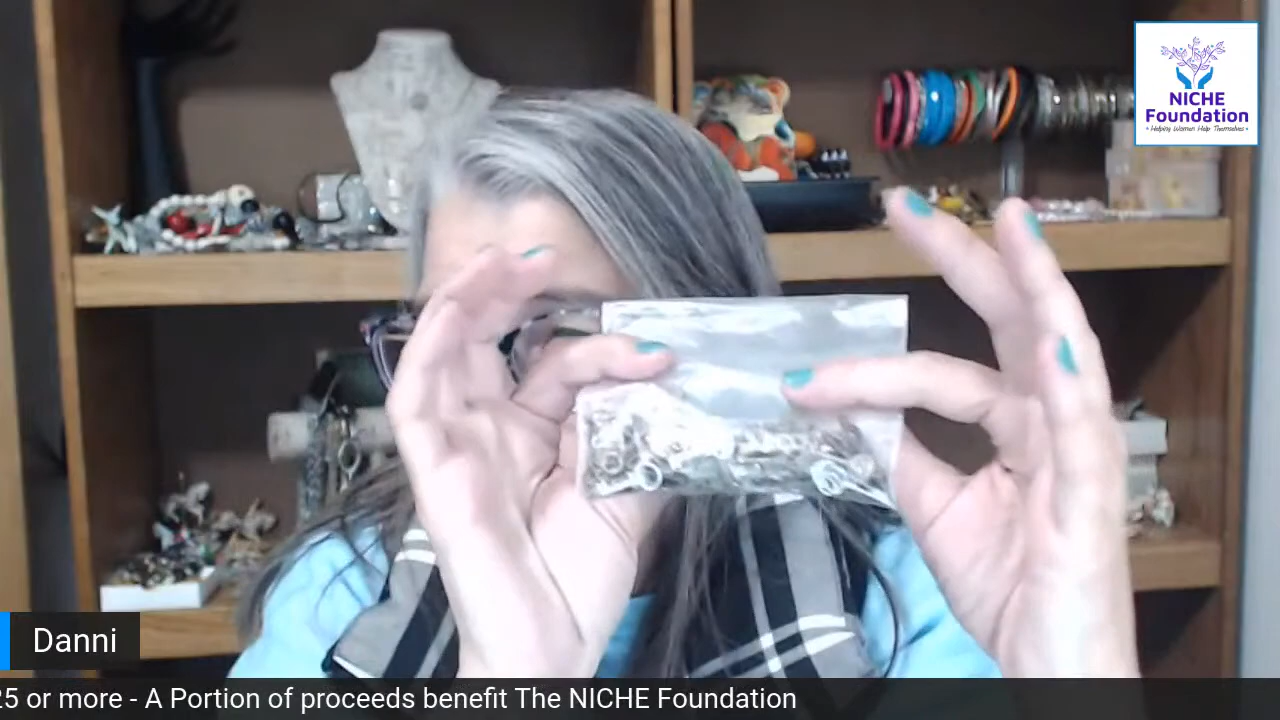 NICHE
Foundation
• Helping Women Help Themselves •
Danni
25 or more - A Portion of proceeds benefit The NICHE Foundation